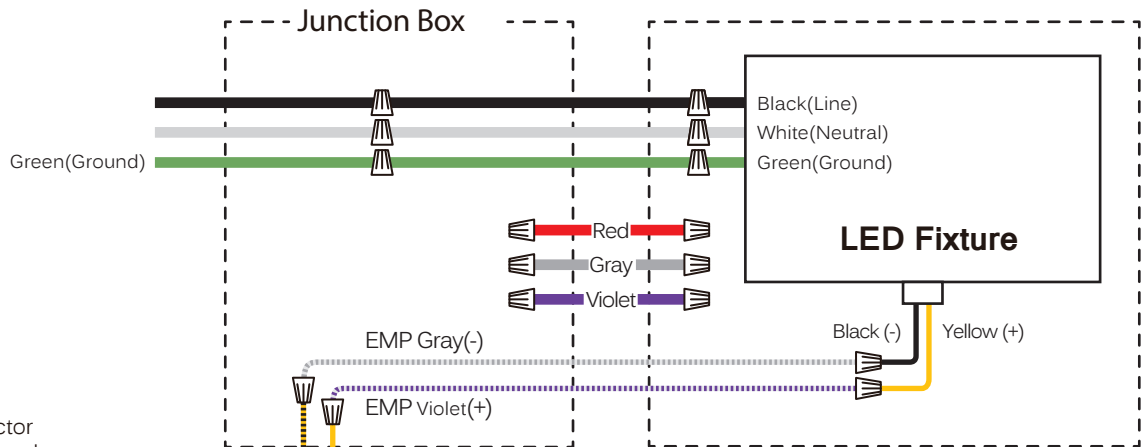 Junction Box
Black(Line)
White(Neutral)
Green(Ground)
Green(Ground)
LED Fixture
Red
Gray
Violet
Black (-)
Yellow (+)
EMP Gray(-)
EMP Violet(+)
ctor